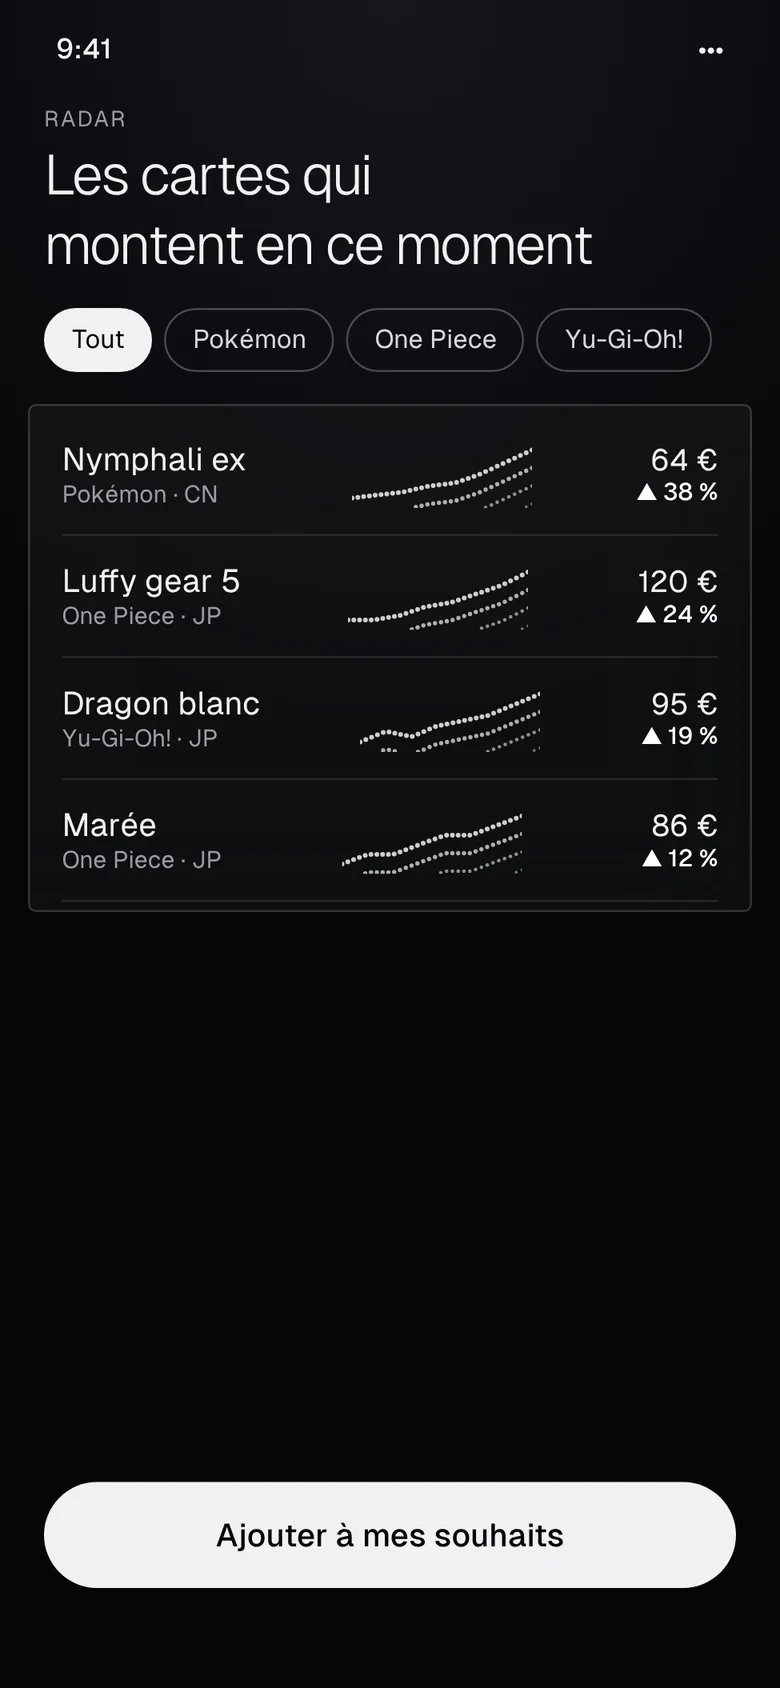 9:41
RADAR
Les cartes qui
montent en ce moment
Tout Pokémon One Piece Yu-Gi-Oh!
Nymphali ex 64 €
Pokémon · CN ▲ 38 %
Luffy gear 5 120 €
One Piece · JP ▲ 24 %
Dragon blanc 95 €
Yu-Gi-Oh! · JP ▲ 19 %
Marée 86 €
One Piece · JP ▲ 12 %
Ajouter à mes souhaits